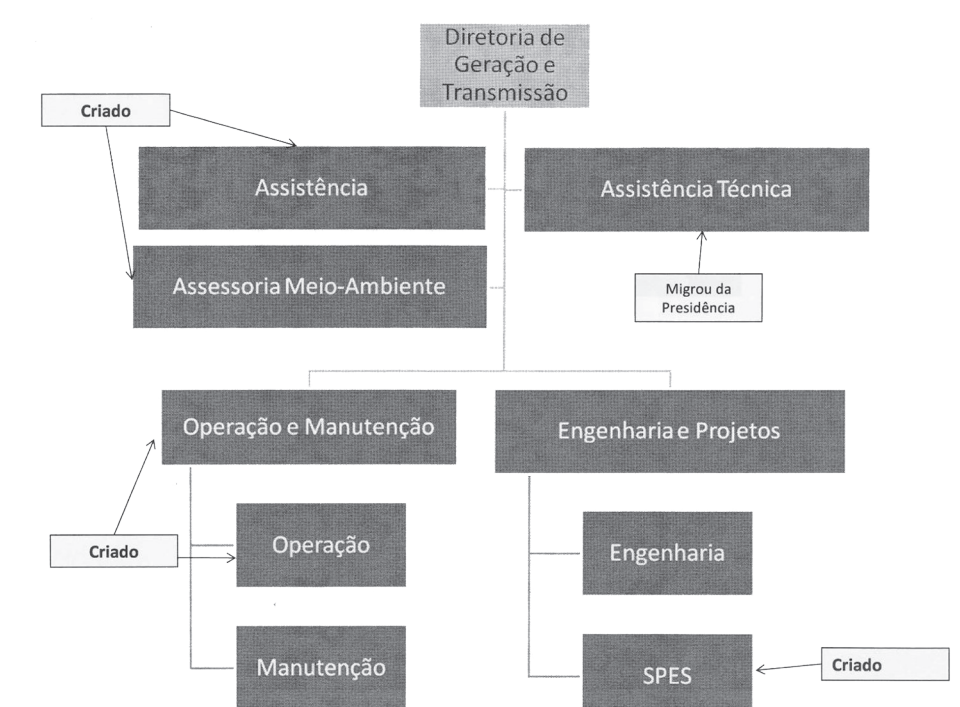 Diretoria de
Geração e
Transmissão
Criado
Assistência
Assistência Técnica
Assessoria Meio-Ambiente
Migrou da
Presidência
Operação e Manutenção
Engenharia e Projetos
Criado
Operação
Engenharia
Manutenção
SPES
Criado